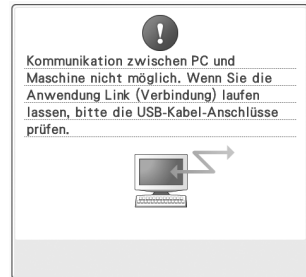 Kommunikation zwischen PC und
Maschine nicht möglich. Wenn Sie die
Anwendung Link (Verbindung) laufen
lassen, bitte die USB-Kabel-Anschlüsse
prüfen.